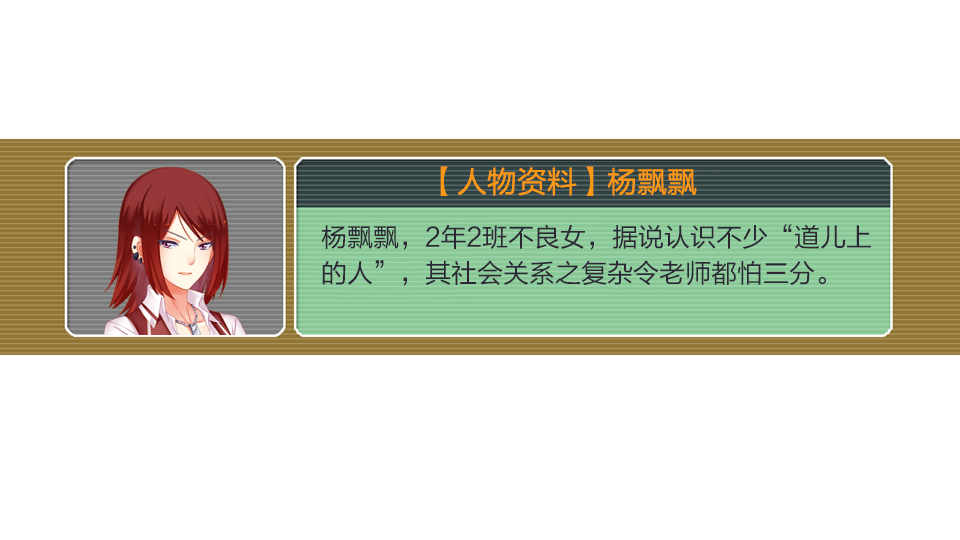 【人物资料】杨飘飘
杨飘飘，2年2班不良女，据说认识不少“道儿上
的人”，其社会关系之复杂令老师都怕三分。